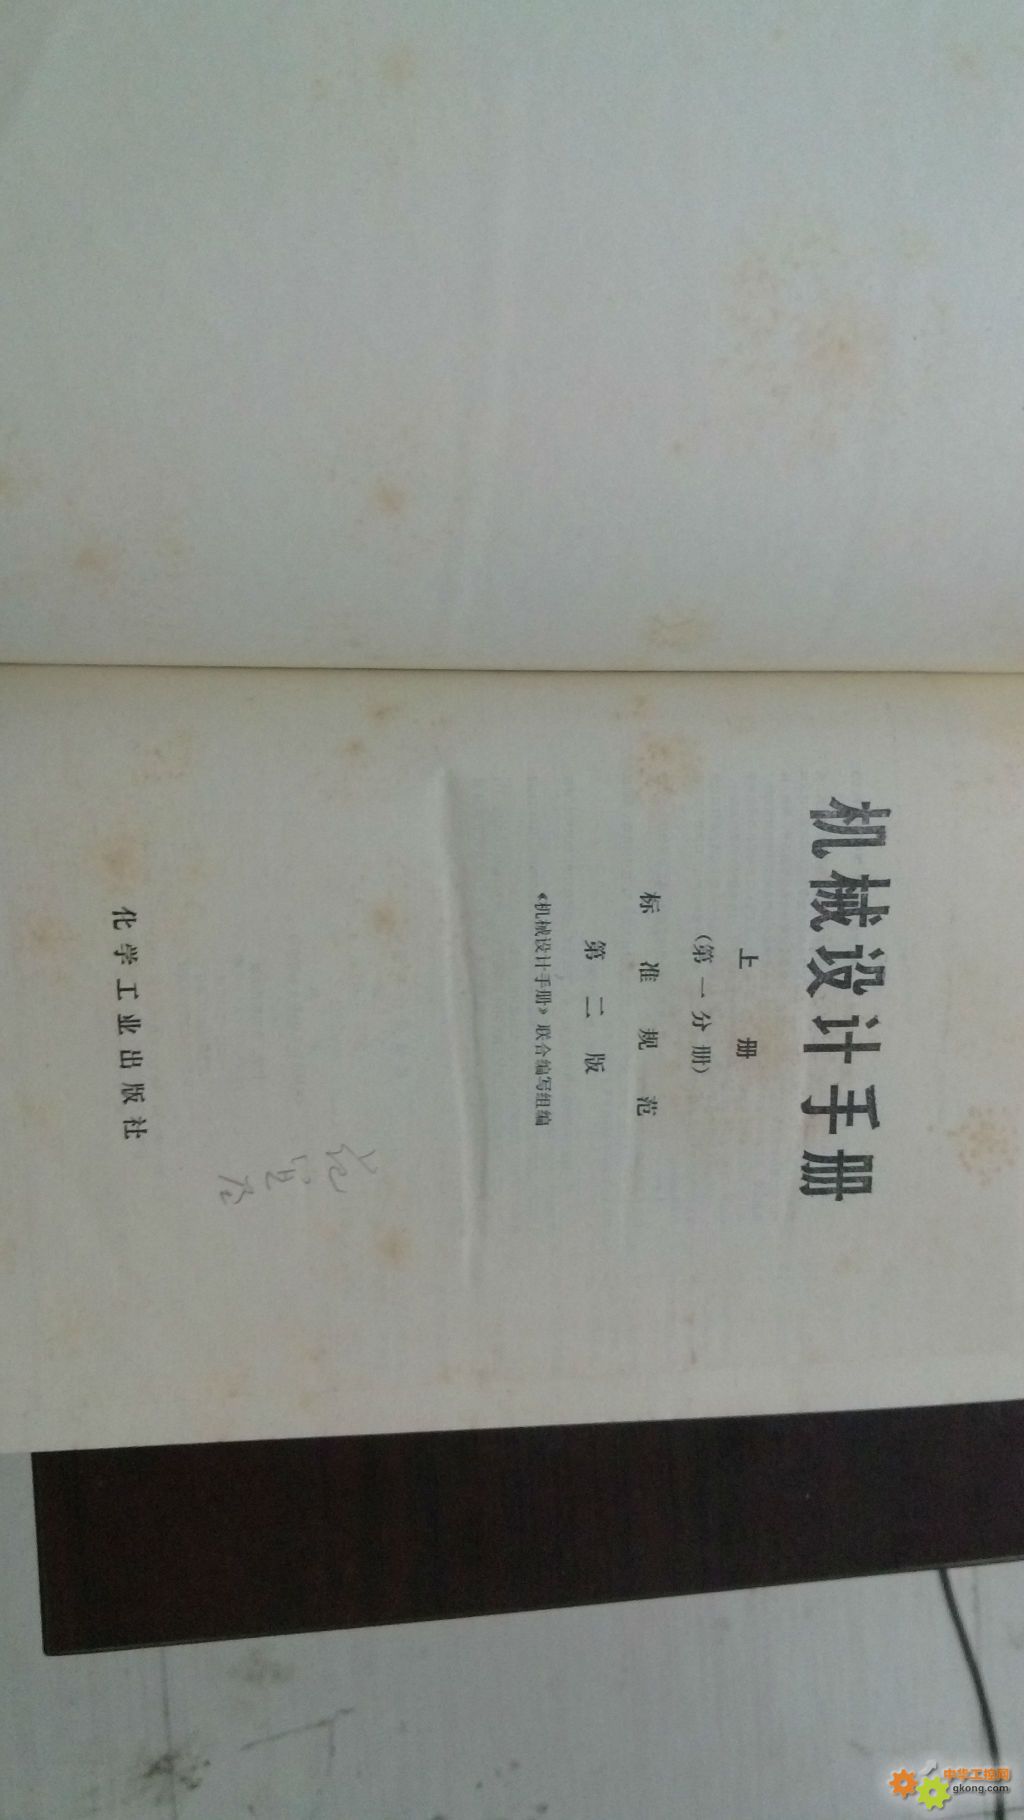 机械设计手册
上册
(第一分册)
标准规范
第二版
《机械设计手册》联合编写组编
化学工业出版社
中华工控网
gkong.com